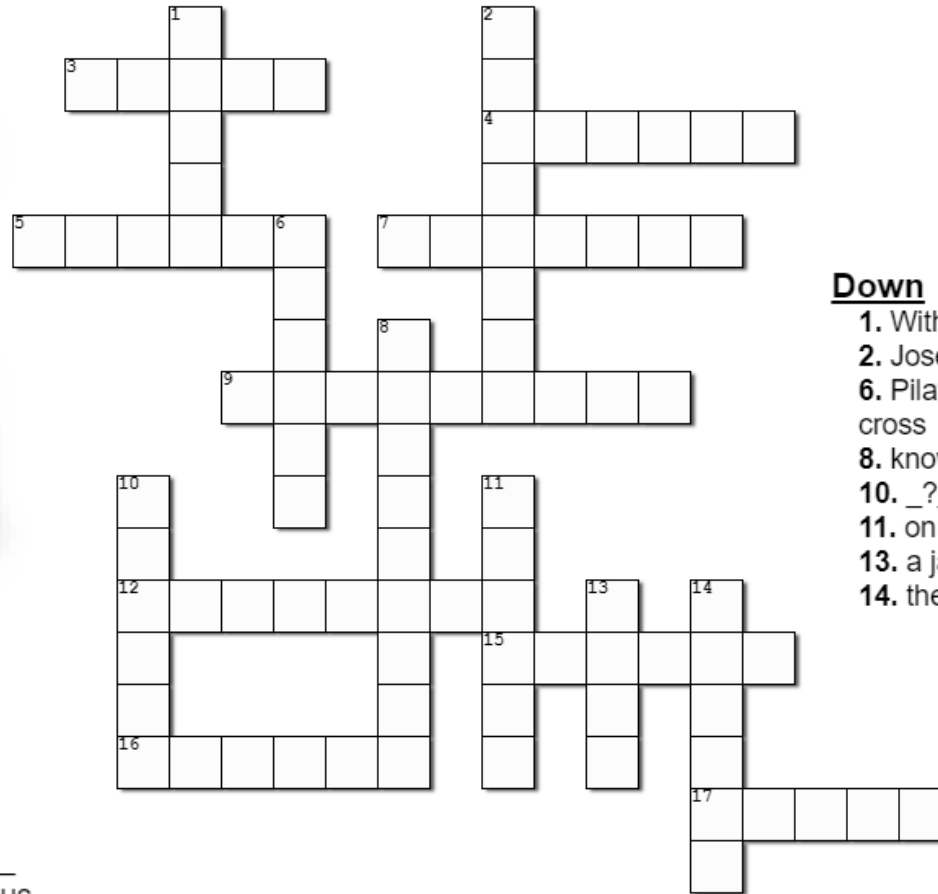 1 2
3
4
5 6 7
Down
1. With
2. Jos
8
6. Pila
9
cross
8. kno
10 11
10. _?
11. on
13. a j
12 13 14
14. the
15
16
17
_
us